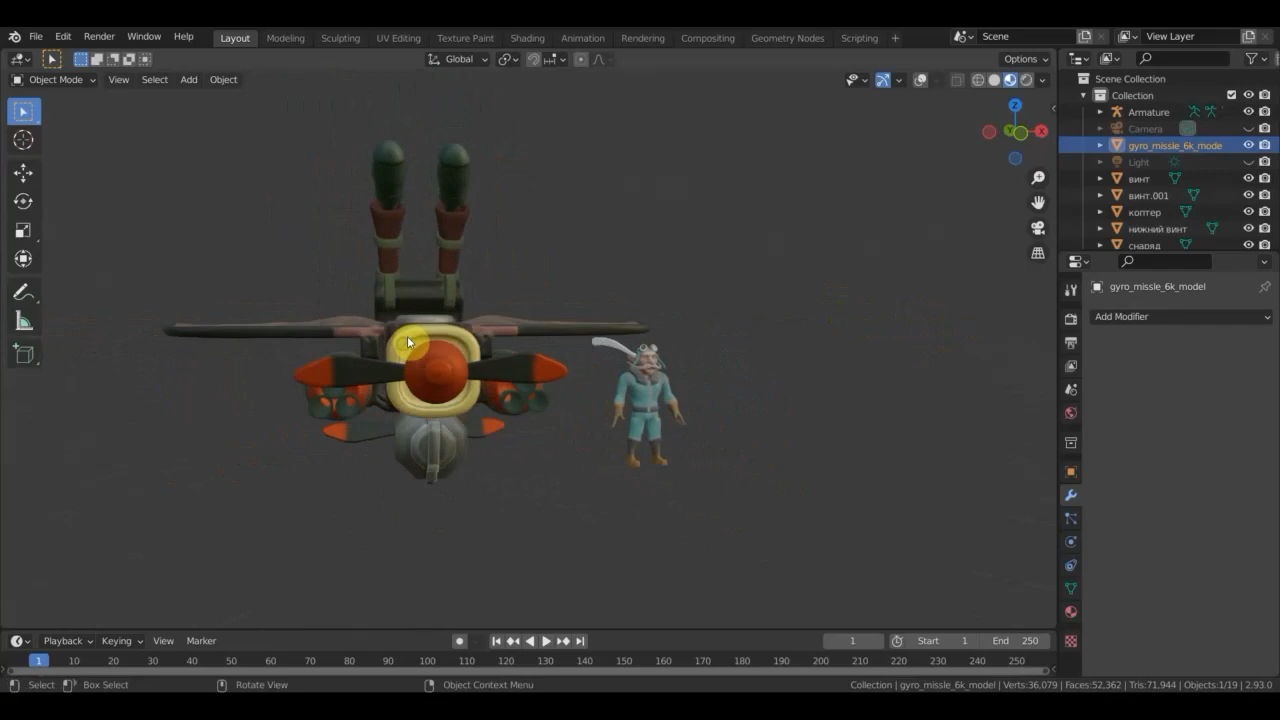 File Edit Render Window Help Layout Modeling Sculpting UV Editing Texture Paint Shading Animation Rendering Compositing Geometry Nodes Scripting + Scene View Layer
Global Options
Object Mode View Select Add Object
Scene Collection
Collection
Armature
Camera
gyro_missle_6k_mode
Light
винт
винт.001
коптер
нижний винт
снаряд
Z
X
Y
gyro_missle_6k_model
Add Modifier
Playback Keying View Marker 1 Start 1 End 250
1 10 20 30 40 50 60 70 80 90 100 110 120 130 140 150 160 170 180 190 200 210 220 230 240 250
Select Box Select Rotate View Object Context Menu Collection | gyro_missle_6k_model | Verts:36,079 | Faces:52,362 | Tris:71,944 | Objects:1/19 | 2.93.0